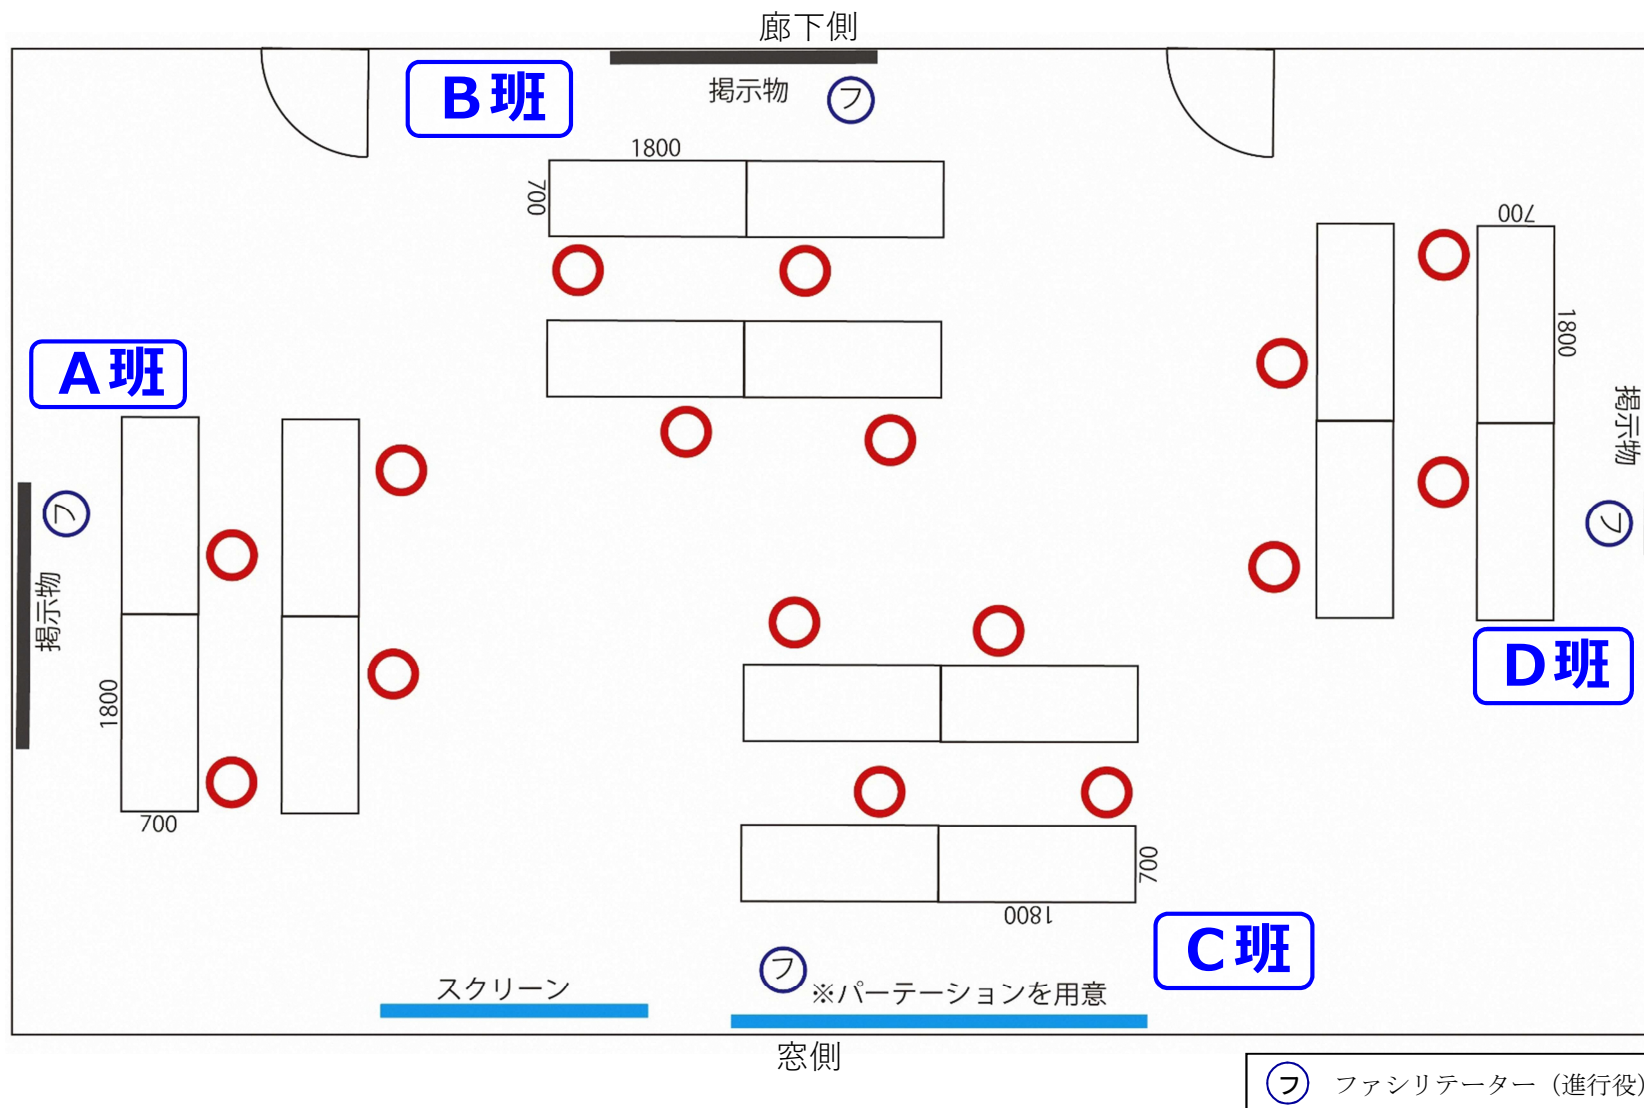 廊下側
B班
掲示物
フ
1800
700
700
1800
A班
掲示物
フ
フ
掲示物
D班
1800
700
700
1800
C班
フ
スクリーン
※パーテーションを用意
窓側
フ ファシリテーター（進行役）